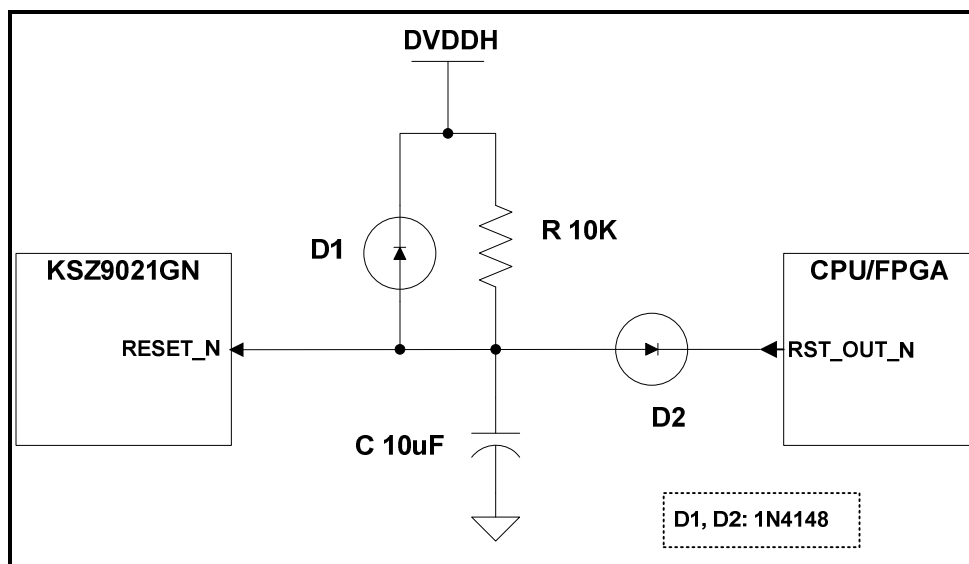 DVDDH
D1
R 10K
KSZ9021GN
CPU/FPGA
RESET_N
RST_OUT_N
D2
C 10uF
D1, D2: 1N4148